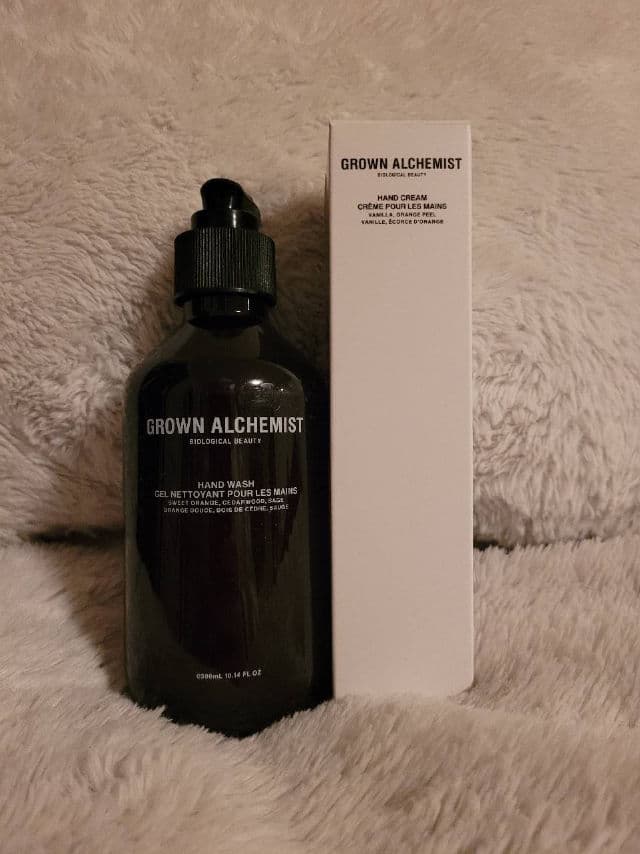 GROWN ALCHEMIST
BIOLOGICAL BEAUTY
HAND WASH
GEL NETTOYANT POUR LES MAINS
SWEET ORANGE, CEDARWOOD, SAGE
ORANGE DOUCE, BOIS DE CÈDRE, SAUGE
℮300mL 10.14 FL OZ
GROWN ALCHEMIST
BIOLOGICAL BEAUTY
HAND CREAM
CRÈME POUR LES MAINS
VANILLA, ORANGE PEEL
VANILLE, ÉCORCE D'ORANGE